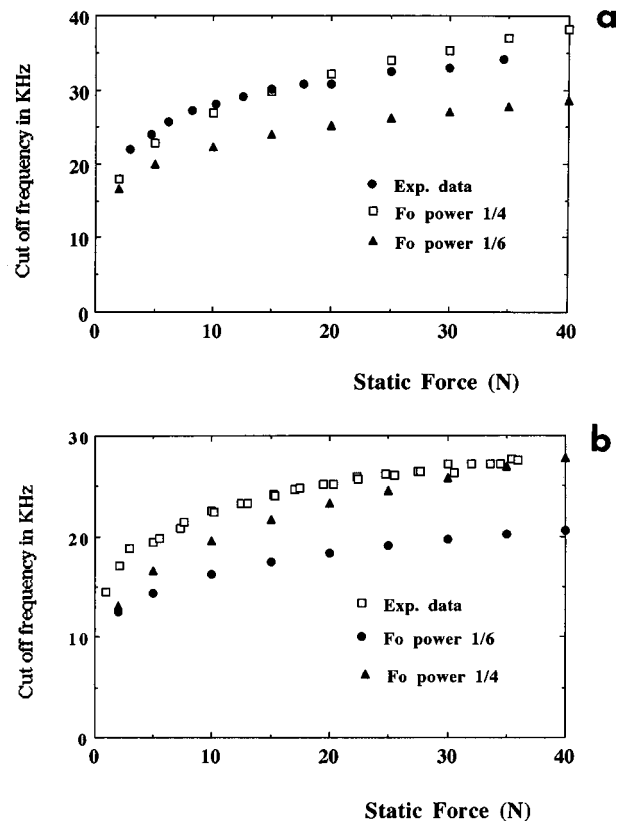 a
40
30
20
10
0
Cut off frequency in KHz
Exp. data
Fo power 1/4
Fo power 1/6
0 10 20 30 40
Static Force (N)
b
30
20
10
0
Cut off frequency in KHz
Exp. data
Fo power 1/6
Fo power 1/4
0 10 20 30 40
Static Force (N)